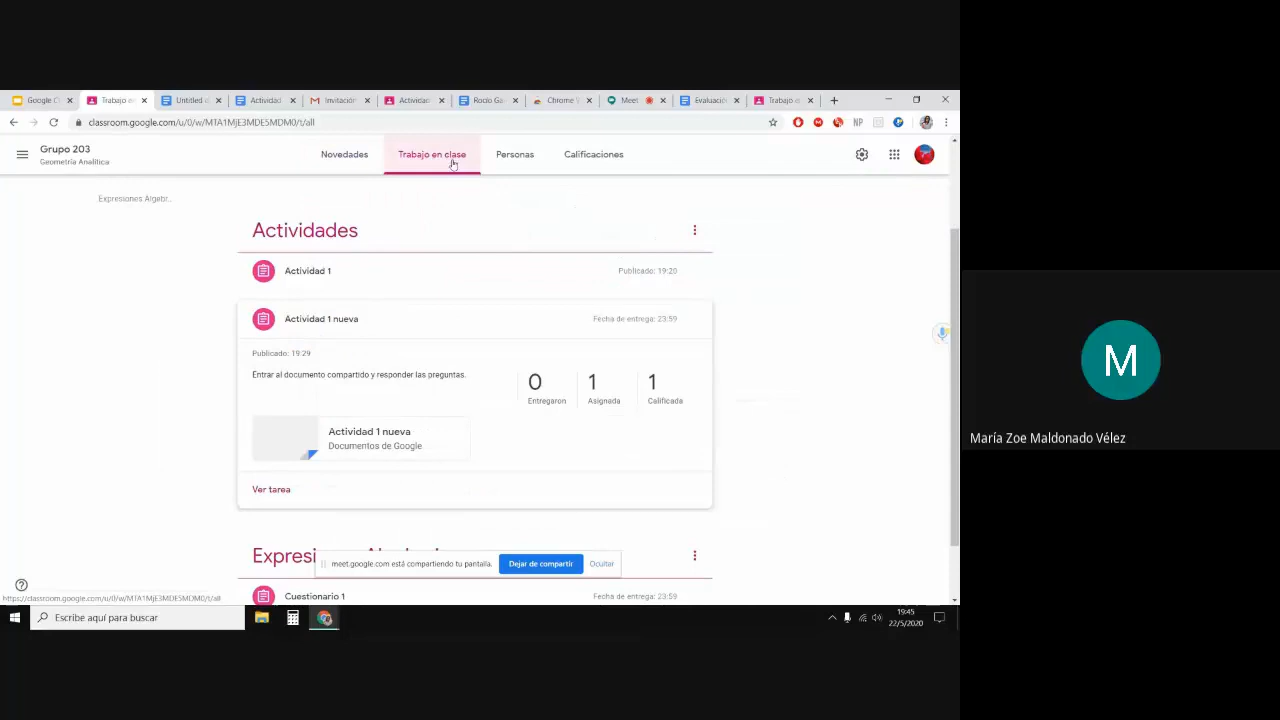 Google C
Trabajo en
Untitled d
Actividad
Invitación
Actividad
Rocío Ga
Chrome
Meet
Evaluació
Trabajo e
classroom.google.com/u/0/w/MTA1MjE3MDE5MDM0/t/all
NP
Grupo 203
Geometría Analítica
Novedades
Trabajo en clase
Personas
Calificaciones
Expresiones Algebr...
Actividades
Actividad 1
Publicado: 19:20
Actividad 1 nueva
Fecha de entrega: 23:59
Publicado: 19:29
Entrar al documento compartido y responder las preguntas.
0
Entregaron
1
Asignada
1
Calificada
Actividad 1 nueva
Documentos de Google
Ver tarea
Expresi
meet.google.com está compartiendo tu pantalla.
Dejar de compartir
Ocultar
Cuestionario 1
Fecha de entrega: 23:59
https://classroom.google.com/u/0/w/MTA1MjE3MDE5MDM0/t/all
Escribe aquí para buscar
19:45
22/5/2020
M
María Zoe Maldonado Vélez